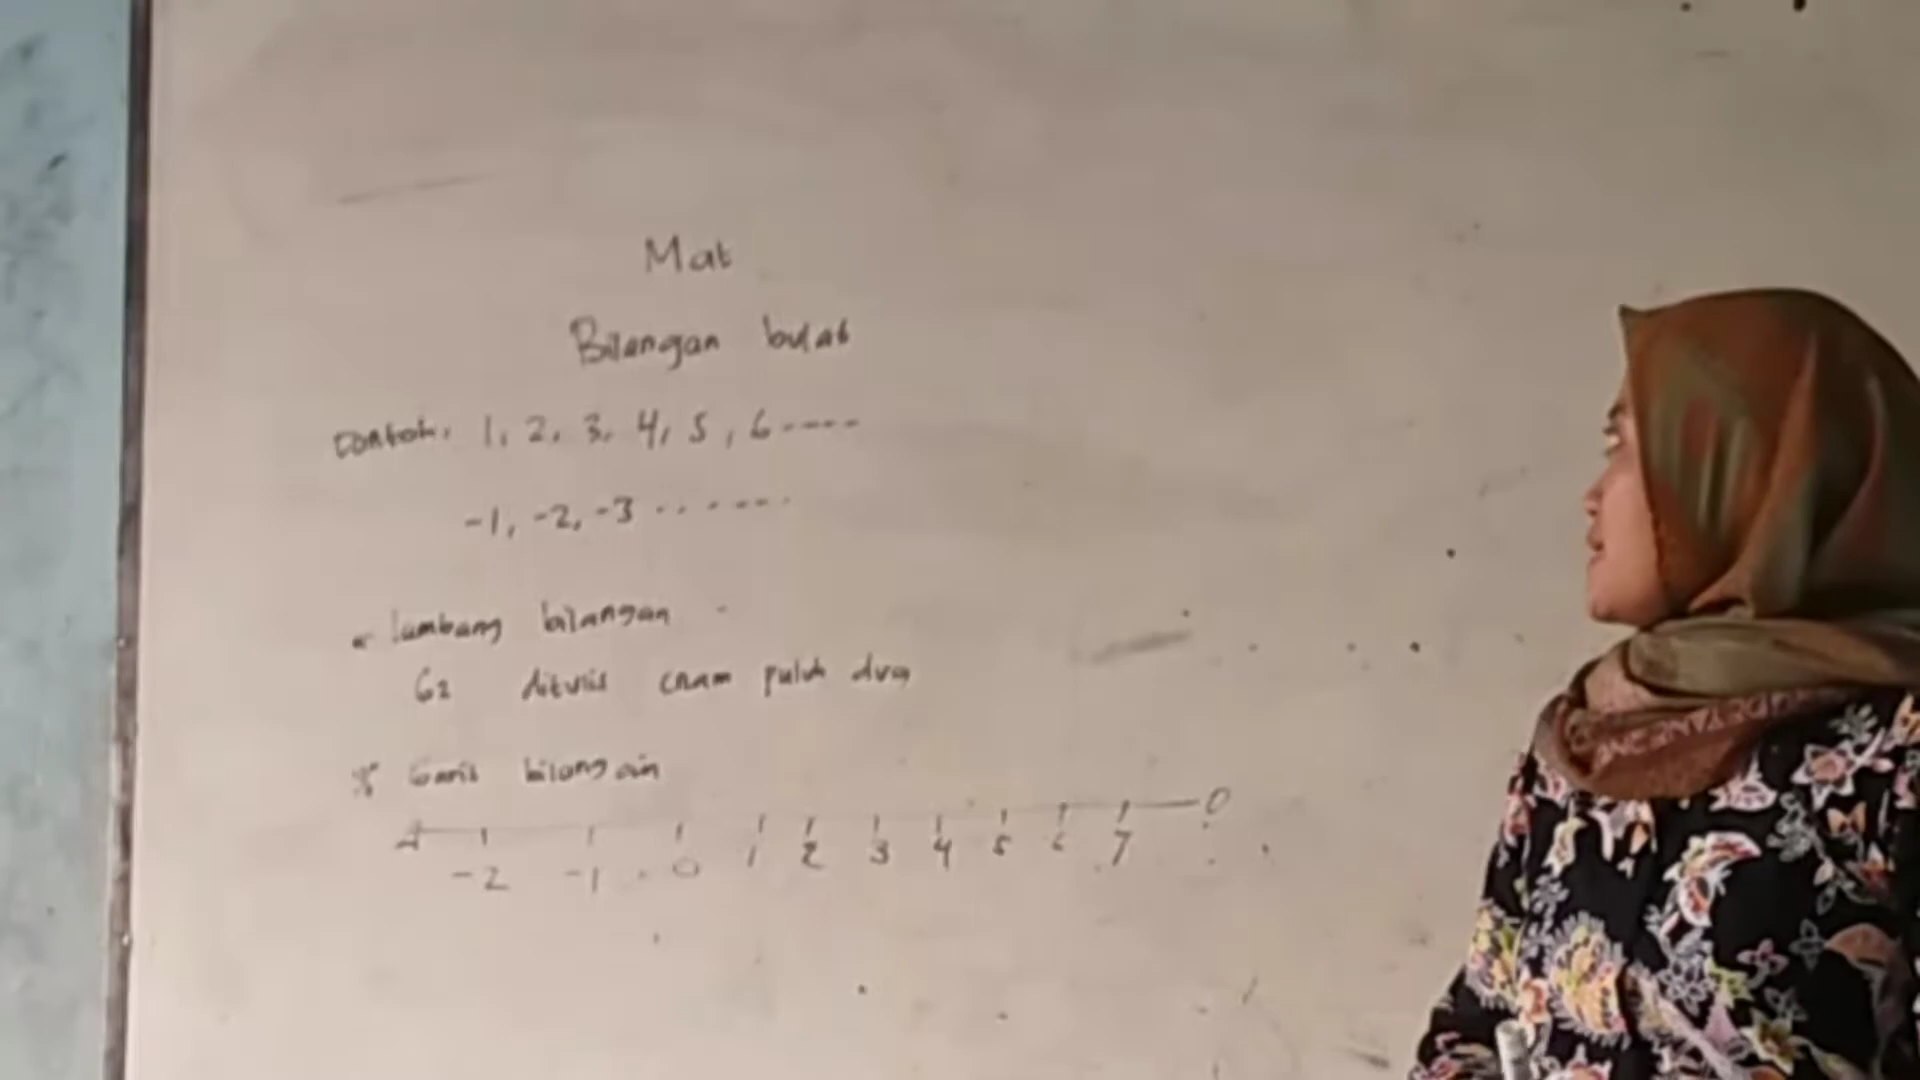 Mat
Bilangan bulat
Contoh: 1, 2, 3, 4, 5, 6 ----
-1, -2, -3 .......
* lambang bilangan
62 ditulis enam puluh dua
* Garis bilangan
-2 -1 0 1 2 3 4 5 6 7